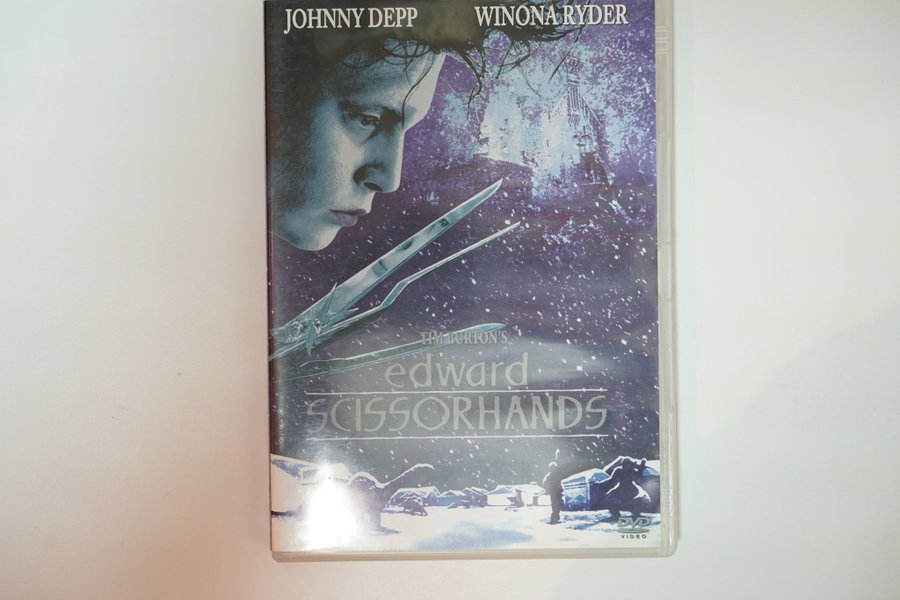 JOHNNY DEPP WINONA RYDER
TIM BURTON'S
edward
SCISSORHANDS
DVD
VIDEO